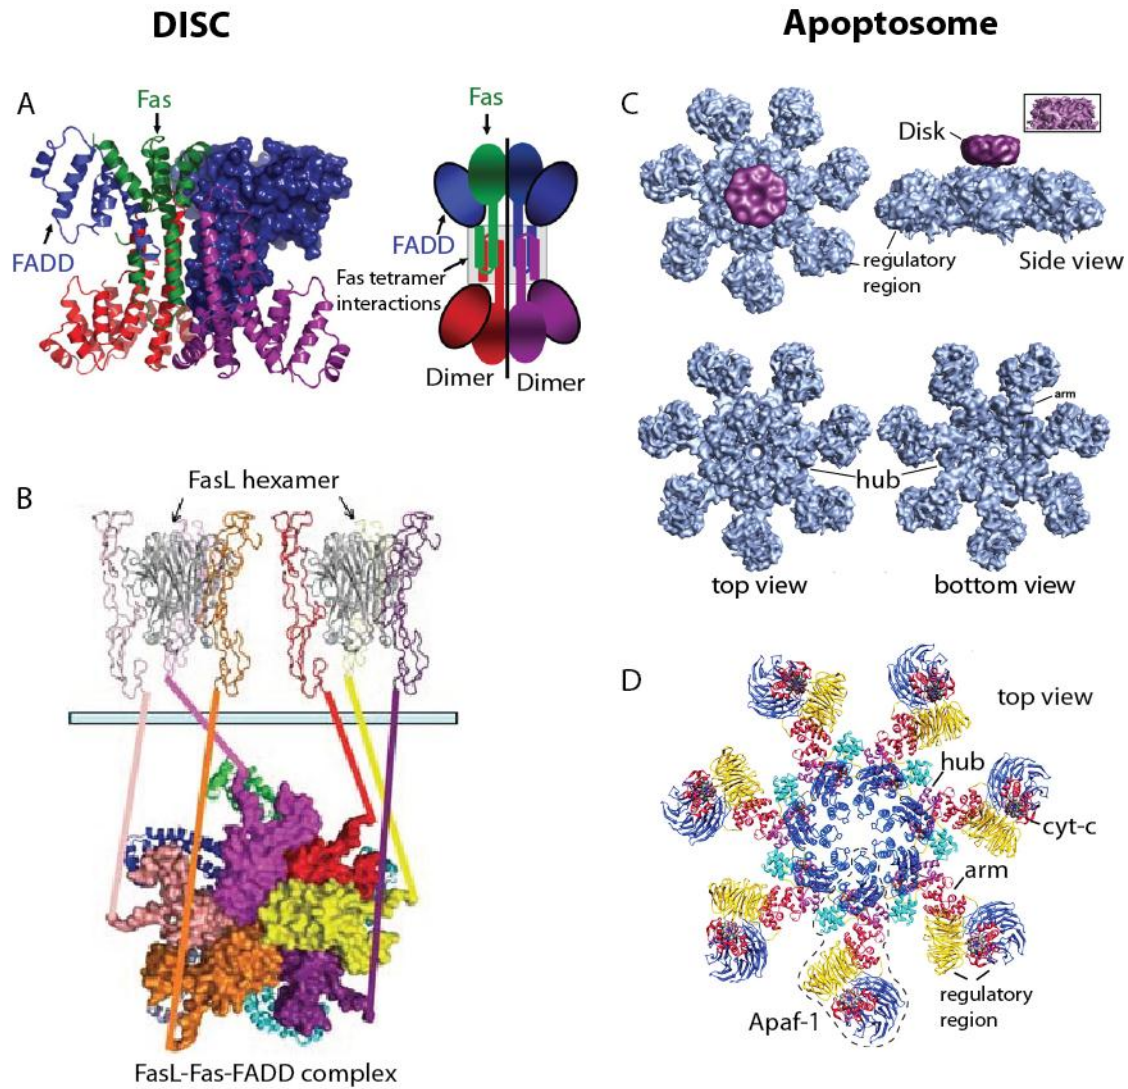 DISC
Apoptosome
A
Fas
FADD
Fas
FADD
Fas tetramer
interactions
Dimer
Dimer
B
FasL hexamer
FasL-Fas-FADD complex
C
Disk
regulatory
region
Side view
arm
hub
top view
bottom view
D
top view
hub
cyt-c
arm
regulatory
region
Apaf-1